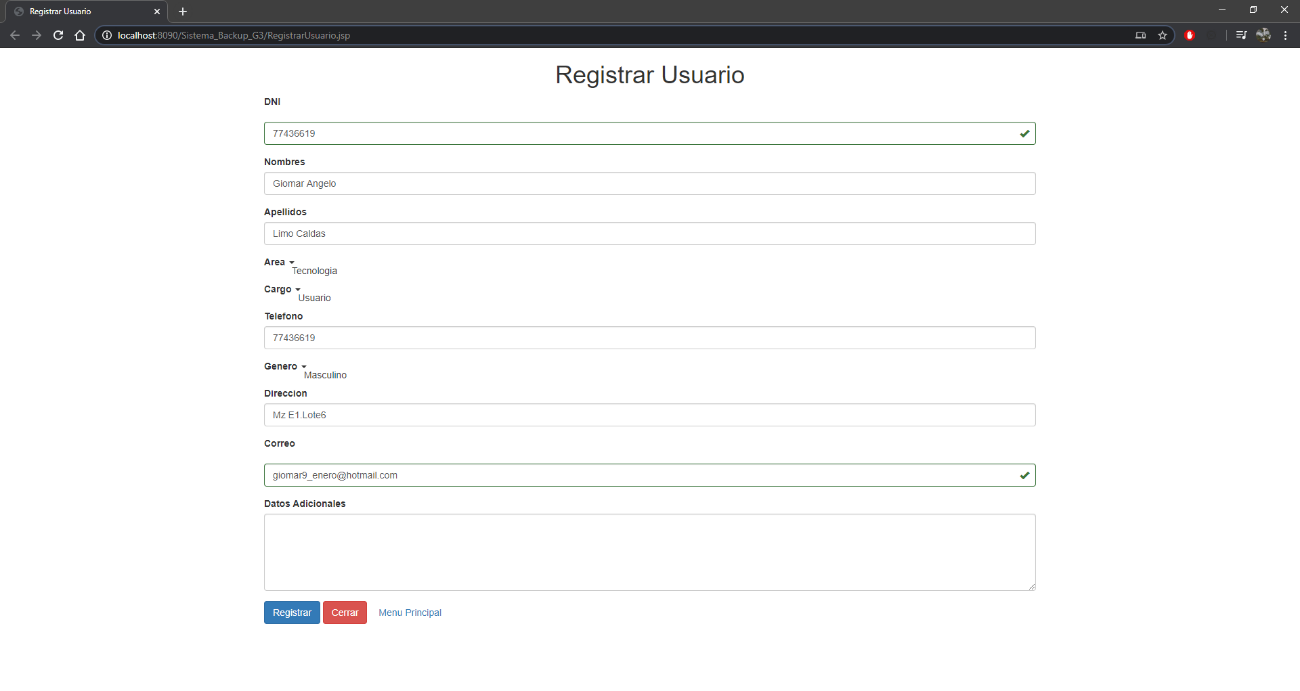 Registrar Usuario
localhost:8090/Sistema_Backup_G3/RegistrarUsuario.jsp
Registrar Usuario
DNI
77436619
Nombres
Giomar Angelo
Apellidos
Limo Caldas
Area
Tecnologia
Cargo
Usuario
Telefono
77436619
Genero
Masculino
Direccion
Mz E1.Lote6
Correo
giomar9_enero@hotmail.com
Datos Adicionales
Registrar Cerrar Menu Principal